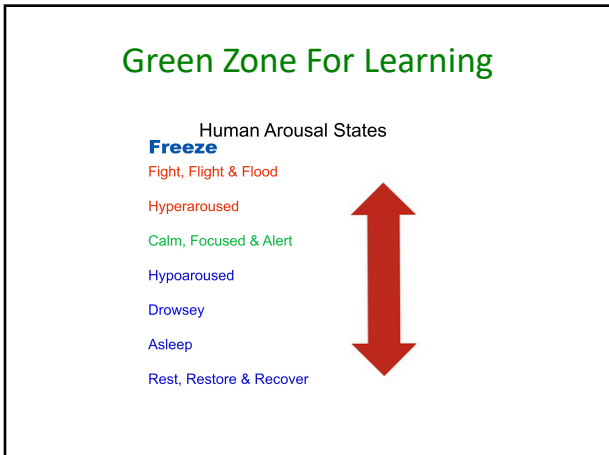 Green Zone For Learning
Human Arousal States
Freeze
Fight, Flight & Flood
Hyperaroused
Calm, Focused & Alert
Hypoaroused
Drowsey
Asleep
Rest, Restore & Recover